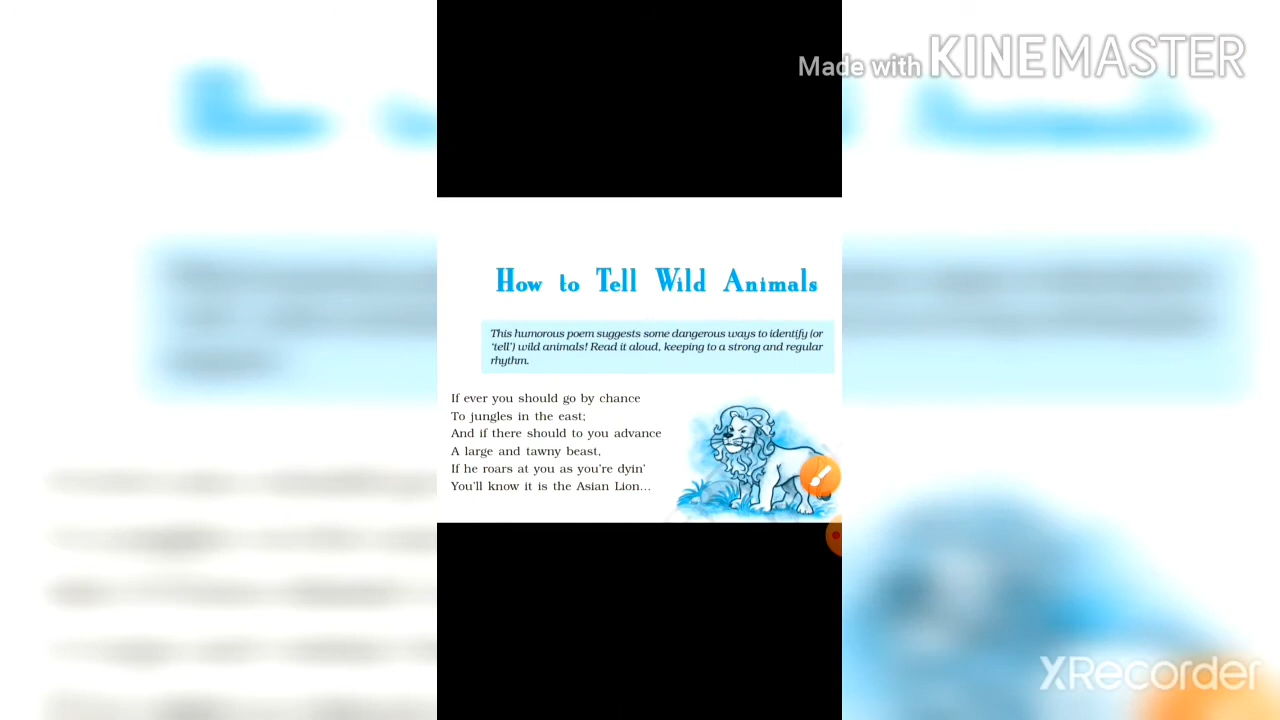 Made with KINEMASTER
How to Tell Wild Animals
This humorous poem suggests some dangerous ways to identify (or
‘tell’) wild animals! Read it aloud, keeping to a strong and regular
rhythm.
If ever you should go by chance
To jungles in the east;
And if there should to you advance
A large and tawny beast,
If he roars at you as you’re dyin’
You’ll know it is the Asian Lion...
XRecorder